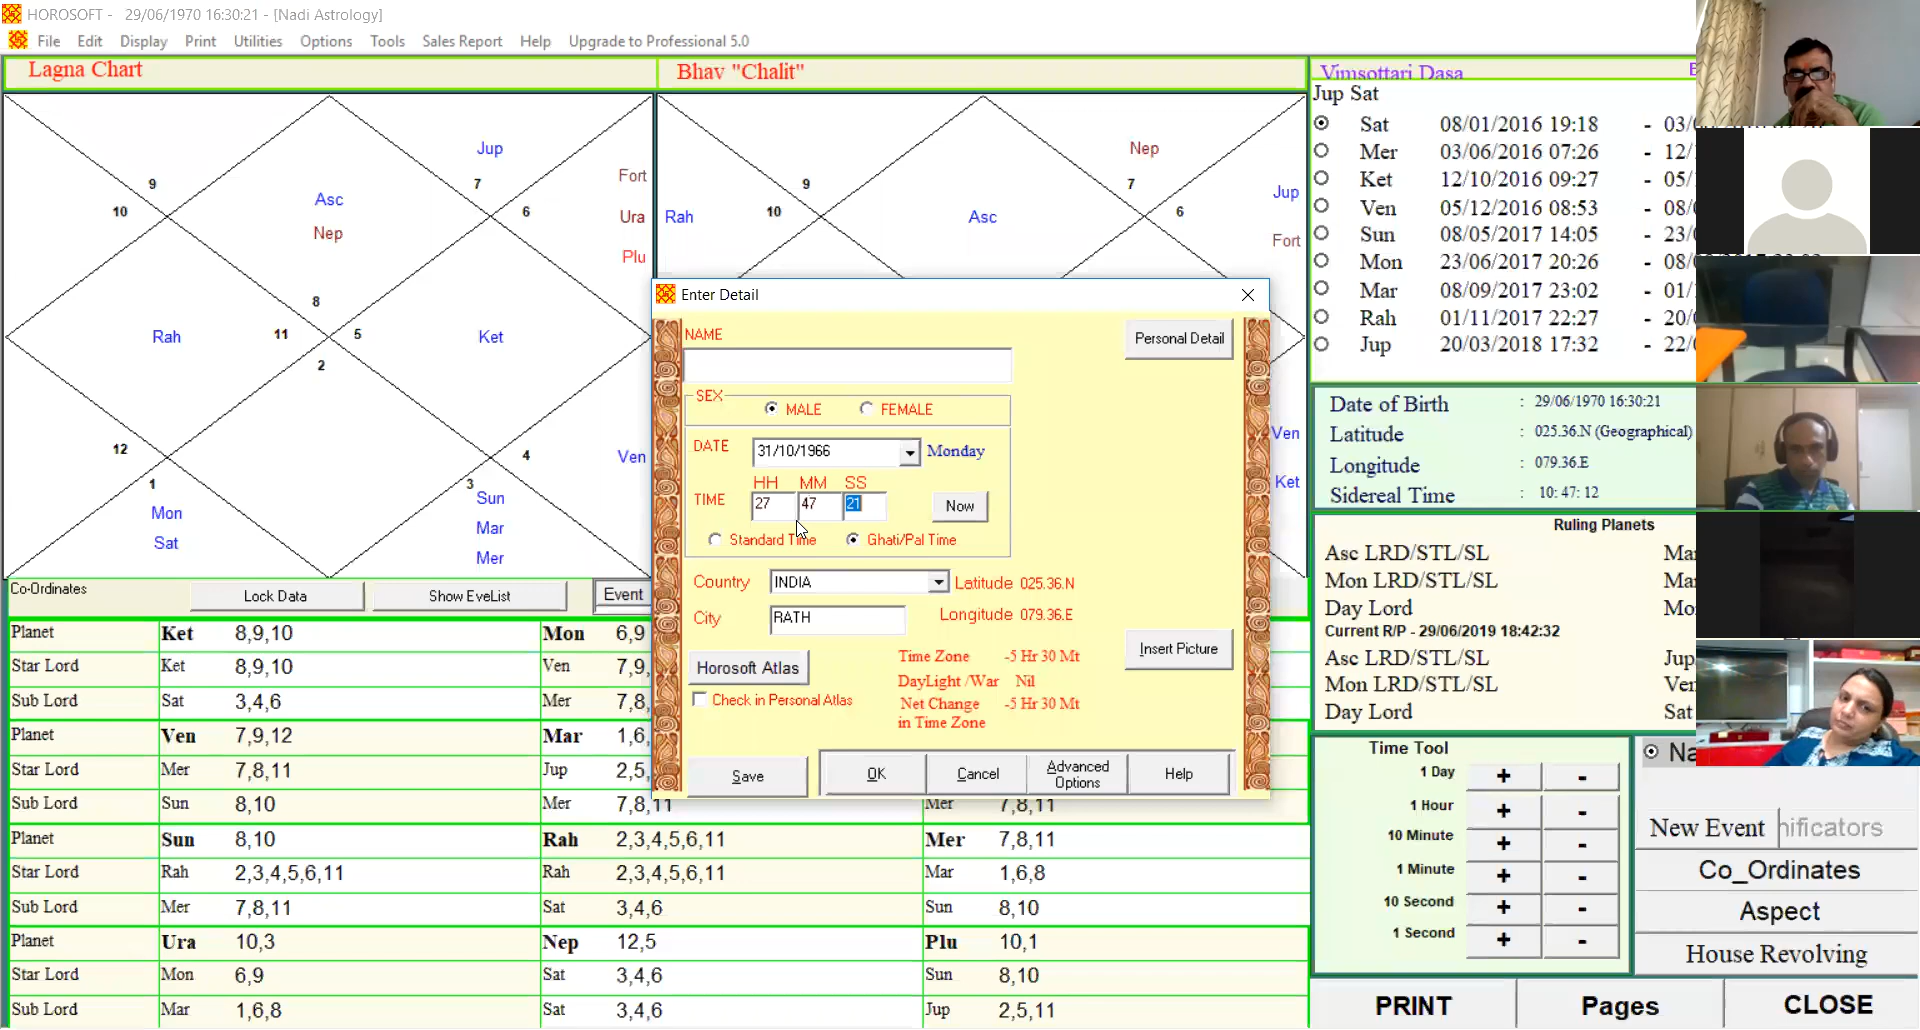 HOROSOFT -   29/06/1970 16:30:21 - [Nadi Astrology]
File Edit Display Print Utilities Options Tools Sales Report Help Upgrade to Professional 5.0
Lagna Chart
9
10
Asc
Nep
Jup
7
6
Fort
Ura
Plu
8
Rah
11
5
2
Ket
12
1
Mon
Sat
4
Ven
3
Sun
Mar
Mer
Bhav "Chalit"
Rah
9
10
Asc
Nep
7
6
Jup
Fort
Ven
Ket
Vimsottari Dasa
Jup Sat
Sat 08/01/2016 19:18 - 03/
Mer 03/06/2016 07:26 - 12/
Ket 12/10/2016 09:27 - 05/
Ven 05/12/2016 08:53 - 08/
Sun 08/05/2017 14:05 - 23/
Mon 23/06/2017 20:26 - 08/
Mar 08/09/2017 23:02 - 01/
Rah 01/11/2017 22:27 - 20/
Jup 20/03/2018 17:32 - 22/
Date of Birth : 29/06/1970 16:30:21
Latitude : 025.36.N (Geographical)
Longitude : 079.36.E
Sidereal Time : 10: 47: 12
Ruling Planets
Asc LRD/STL/SL Ma
Mon LRD/STL/SL Ma
Day Lord Mo
Current R/P - 29/06/2019 18:42:32
Asc LRD/STL/SL Jup
Mon LRD/STL/SL Ven
Day Lord Sat
Enter Detail
NAME
Personal Detail
SEX
MALE FEMALE
DATE 31/10/1966 Monday
HH MM SS
TIME 27 47 21 Now
Standard Time Ghati/Pal Time
Country INDIA Latitude 025.36.N
City RATH Longitude 079.36.E
Horosoft Atlas
Check in Personal Atlas
Time Zone -5 Hr 30 Mt
DayLight /War Nil
Net Change -5 Hr 30 Mt
in Time Zone
Insert Picture
Save OK Cancel Advanced Options Help
Co-Ordinates Lock Data Show EveList Event
Planet Ket 8,9,10 Mon 6,9
Star Lord Ket 8,9,10 Ven 7,9,
Sub Lord Sat 3,4,6 Mer 7,8,
Planet Ven 7,9,12 Mar 1,6,
Star Lord Mer 7,8,11 Jup 2,5,
Sub Lord Sun 8,10 Mer 7,8,11 Mer 7,8,11
Planet Sun 8,10 Rah 2,3,4,5,6,11 Mer 7,8,11
Star Lord Rah 2,3,4,5,6,11 Rah 2,3,4,5,6,11 Mar 1,6,8
Sub Lord Mer 7,8,11 Sat 3,4,6 Sun 8,10
Planet Ura 10,3 Nep 12,5 Plu 10,1
Star Lord Mon 6,9 Sat 3,4,6 Sun 8,10
Sub Lord Mar 1,6,8 Sat 3,4,6 Jup 2,5,11
Time Tool
1 Day + -
1 Hour + -
10 Minute + -
1 Minute + -
10 Second + -
1 Second + -
Na
New Event nificators
Co_Ordinates
Aspect
House Revolving
PRINT Pages CLOSE